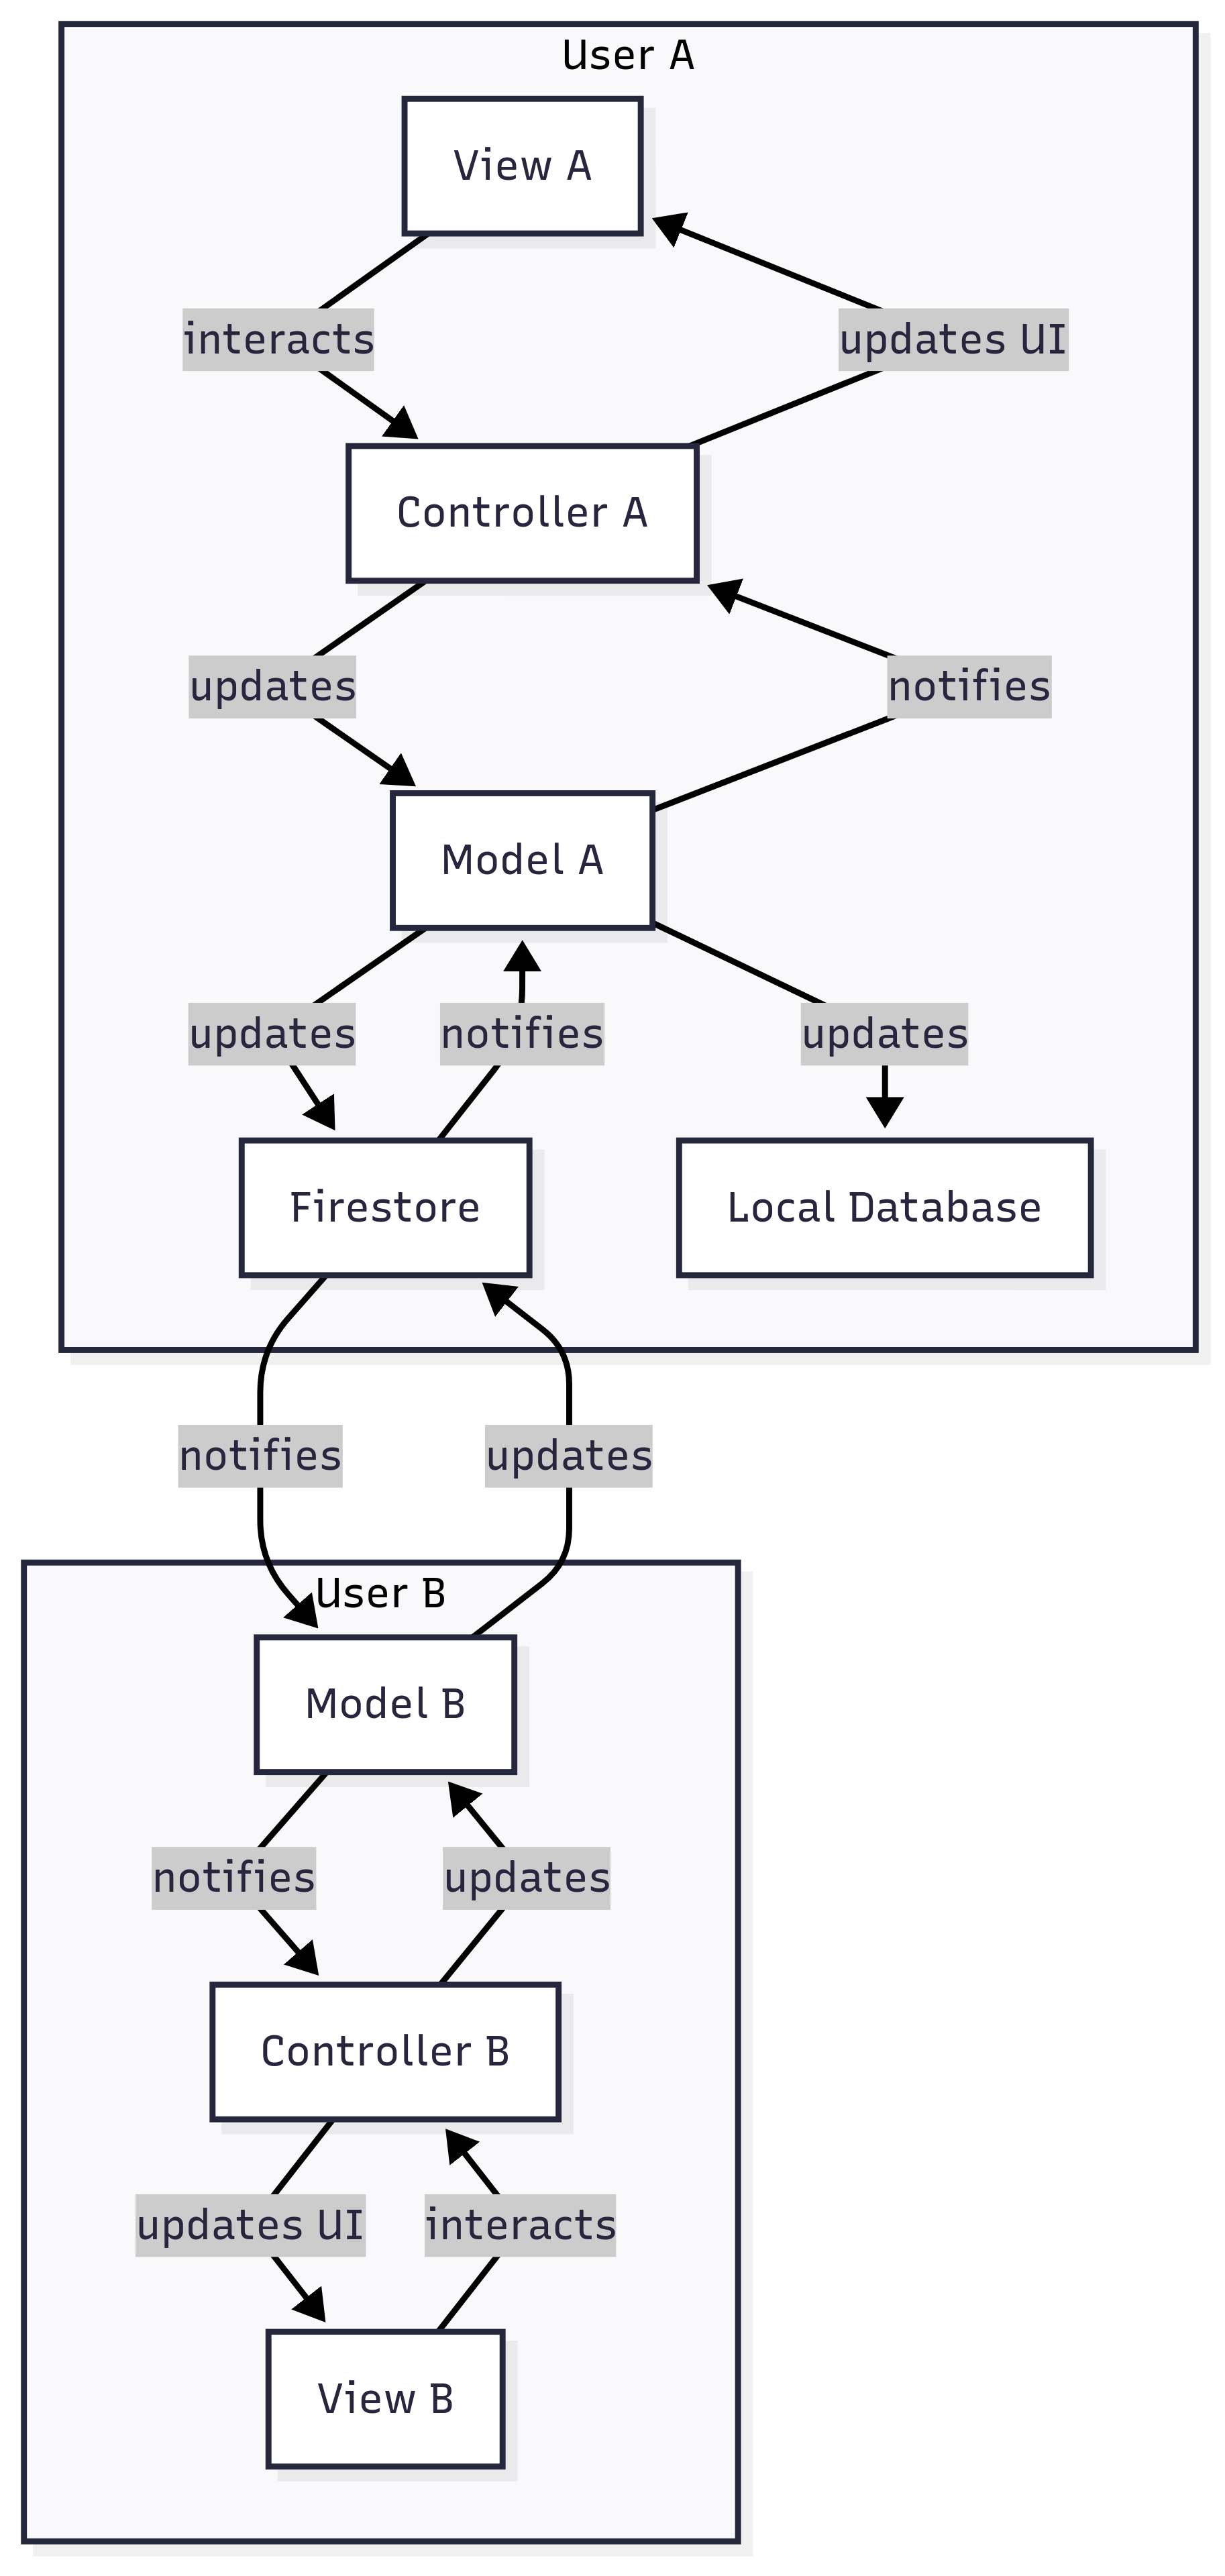 User A
View A
interacts
updates UI
Controller A
updates
notifies
Model A
updates
notifies
updates
Firestore
Local Database
notifies
updates
User B
Model B
notifies
updates
Controller B
updates UI
interacts
View B